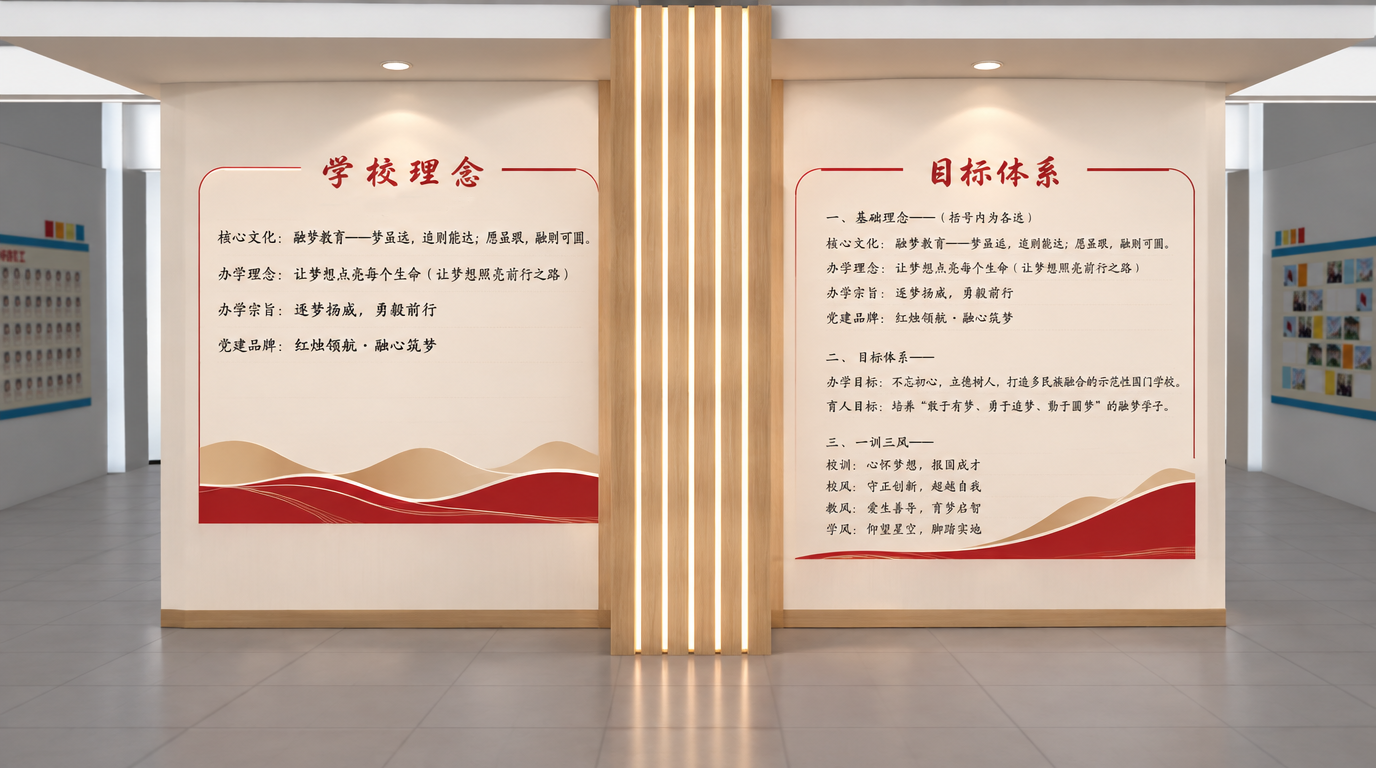 学校理念
核心文化：融梦教育——梦虽远，追则能达；愿虽艰，融则可圆。
办学理念：让梦想点亮每个生命（让梦想照亮前行之路）
办学宗旨：逐梦扬威，勇毅前行
党建品牌：红烛领航·融心筑梦
目标体系
一、基础理念——（括号内为备选）
核心文化：融梦教育——梦虽远，追则能达；愿虽艰，融则可圆。
办学理念：让梦想点亮每个生命（让梦想照亮前行之路）
办学宗旨：逐梦扬威，勇毅前行
党建品牌：红烛领航·融心筑梦
二、目标体系——
办学目标：不忘初心，立德树人，打造多民族融合的示范性国门学校。
育人目标：培养“敢于有梦、勇于追梦、勤于圆梦”的融梦学子。
三、一训三风——
校训：心怀梦想，报国成才
校风：守正创新，超越自我
教风：爱生善导，育梦启智
学风：仰望星空，脚踏实地